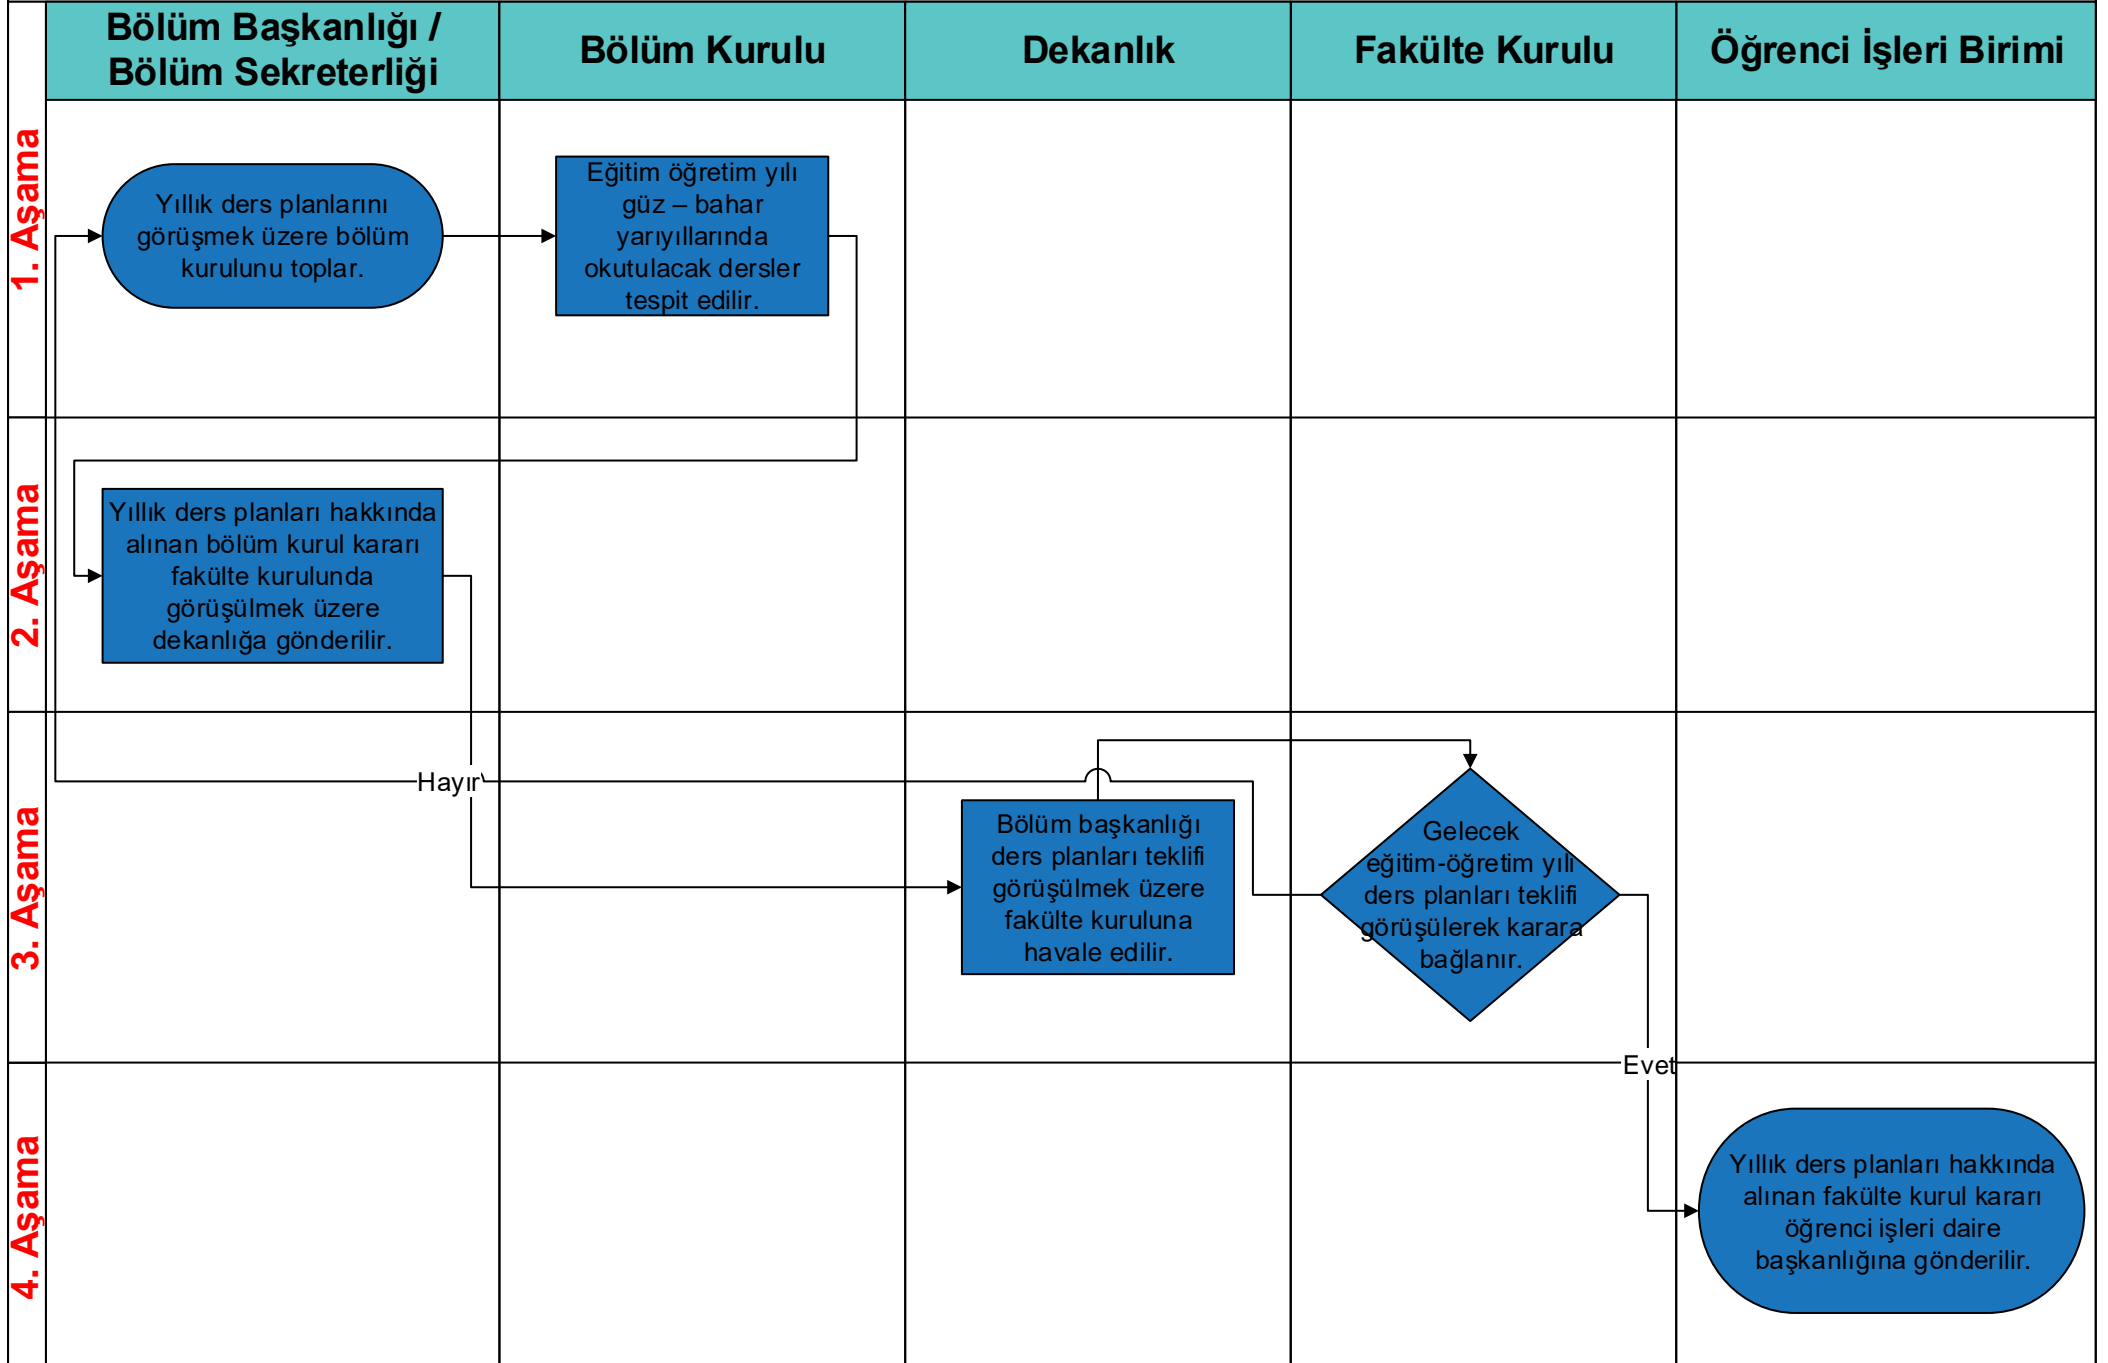 Bölüm Başkanlığı /
Bölüm Sekreterliği
Bölüm Kurulu
Dekanlık
Fakülte Kurulu
Öğrenci İşleri Birimi
1. Aşama
Yıllık ders planlarını
görüşmek üzere bölüm
kurulunu toplar.
Eğitim öğretim yılı
güz – bahar
yarıyıllarında
okutulacak dersler
tespit edilir.
2. Aşama
Yıllık ders planları hakkında
alınan bölüm kurul kararı
fakülte kurulunda
görüşülmek üzere
dekanlığa gönderilir.
3. Aşama
Hayır
Bölüm başkanlığı
ders planları teklifi
görüşülmek üzere
fakülte kuruluna
havale edilir.
Gelecek
eğitim-öğretim yılı
ders planları teklifi
görüşülerek karara
bağlanır.
Evet
4. Aşama
Yıllık ders planları hakkında
alınan fakülte kurul kararı
öğrenci işleri daire
başkanlığına gönderilir.